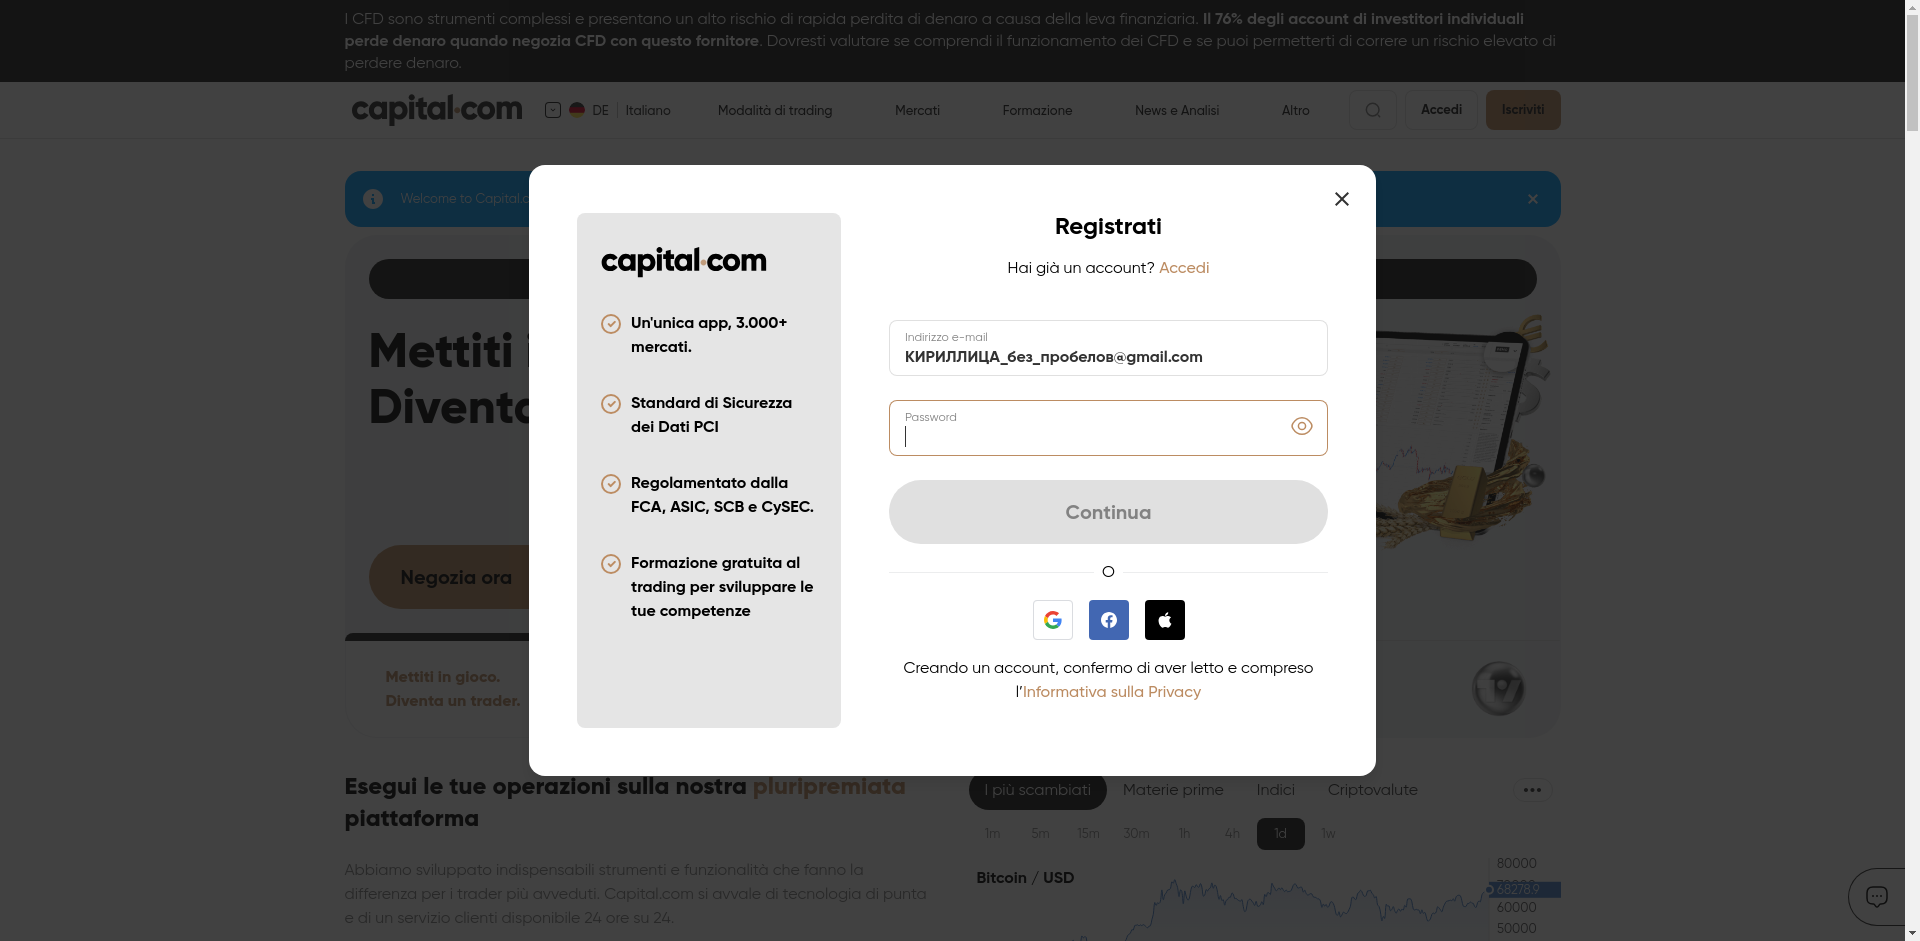 I CFD sono strumenti complessi e presentano un alto rischio di rapida perdita di denaro a causa della leva finanziaria. Il 76% degli account di investitori individuali
perde denaro quando negozia CFD con questo fornitore. Dovresti valutare se comprendi il funzionamento dei CFD e se puoi permetterti di correre un rischio elevato di
perdere denaro.
capital.com DE Italiano Modalità di trading Mercati Formazione News e Analisi Altro Accedi Iscriviti
Welcome to Capital.c
Mettiti
Divento
Negozia ora
Mettiti in gioco.
Diventa un trader.
capital.com
Un'unica app, 3.000+
mercati.
Standard di Sicurezza
dei Dati PCI
Regolamentato dalla
FCA, ASIC, SCB e CySEC.
Formazione gratuita al
trading per sviluppare le
tue competenze
Registrati
Hai già un account? Accedi
Indirizzo e-mail
КИРИЛЛИЦА_без_пробелов@gmail.com
Password
Continua
O
Creando un account, confermo di aver letto e compreso
l'Informativa sulla Privacy
Esegui le tue operazioni sulla nostra pluripremiata
piattaforma
Abbiamo sviluppato indispensabili strumenti e funzionalità che fanno la
differenza per i trader più avveduti. Capital.com si avvale di tecnologia di punta
e di un servizio clienti disponibile 24 ore su 24.
I più scambiati Materie prime Indici Criptovalute
1m 5m 15m 30m 1h 4h 1d 1w
Bitcoin / USD
80000
68278.9
60000
50000